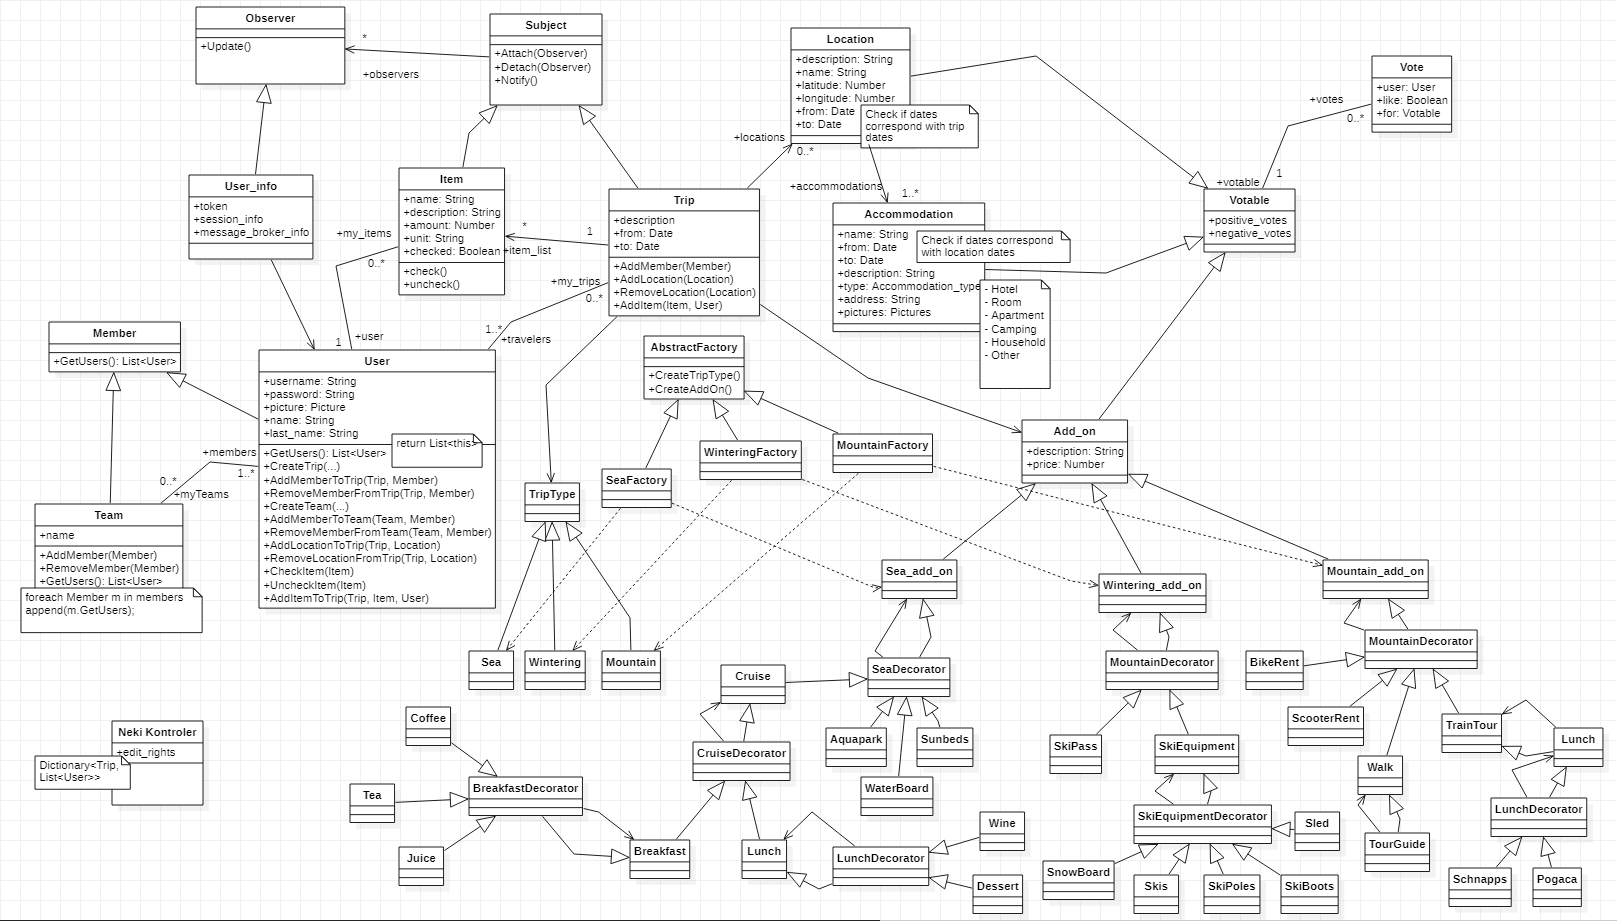 Observer
+Update()
Subject
+Attach(Observer)
+Detach(Observer)
+Notify()
*
+observers
Location
+description: String
+name: String
+latitude: Number
+longitude: Number
+from: Date
+to: Date
Check if dates
correspond with trip
dates
Vote
+user: User
+like: Boolean
+for: Votable
+votes
0..*
1
+votable
Votable
+positive_votes
+negative_votes
+locations
0..*
+accommodations
1..*
User_info
+token
+session_info
+message_broker_info
Item
+name: String
+description: String
+amount: Number
+unit: String
+checked: Boolean
+check()
+uncheck()
Trip
+description
+from: Date
+to: Date
+AddMember(Member)
+AddLocation(Location)
+RemoveLocation(Location)
+AddItem(Item, User)
*
1
+item_list
+my_items
0..*
+my_trips
0..*
Accommodation
+name: String
+from: Date
+to: Date
+description: String
+type: Accommodation_type
+address: String
+pictures: Pictures
Check if dates correspond
with location dates
- Hotel
- Room
- Apartment
- Camping
- Household
- Other
Member
+GetUsers(): List<User>
1
+user
1..*
+travelers
User
+username: String
+password: String
+picture: Picture
+name: String
+last_name: String
+GetUsers(): List<User>
+CreateTrip(...)
+AddMemberToTrip(Trip, Member)
+RemoveMemberFromTrip(Trip, Member)
+CreateTeam(...)
+AddMemberToTeam(Team, Member)
+RemoveMemberFromTeam(Team, Member)
+AddLocationToTrip(Trip, Location)
+RemoveLocationFromTrip(Trip, Location)
+CheckItem(Item)
+UncheckItem(Item)
+AddItemToTrip(Trip, Item, User)
return List<this>
AbstractFactory
+CreateTripType()
+CreateAddOn()
+members
1..*
0..*
+myTeams
Team
+name
+AddMember(Member)
+RemoveMember(Member)
+GetUsers(): List<User>
foreach Member m in members
append(m.GetUsers);
SeaFactory
WinteringFactory
MountainFactory
Add_on
+description: String
+price: Number
TripType
Sea
Wintering
Mountain
Sea_add_on
Wintering_add_on
Mountain_add_on
Cruise
SeaDecorator
MountainDecorator
BikeRent
MountainDecorator
Coffee
Neki Kontroler
+edit_rights
Dictionary<Trip,
List<User>>
CruiseDecorator
Aquapark
Sunbeds
WaterBoard
SkiPass
SkiEquipment
ScooterRent
Walk
TrainTour
Lunch
Tea
BreakfastDecorator
Juice
Breakfast
Lunch
LunchDecorator
Wine
Dessert
SkiEquipmentDecorator
Sled
SnowBoard
Skis
SkiPoles
SkiBoots
TourGuide
LunchDecorator
Schnapps
Pogaca